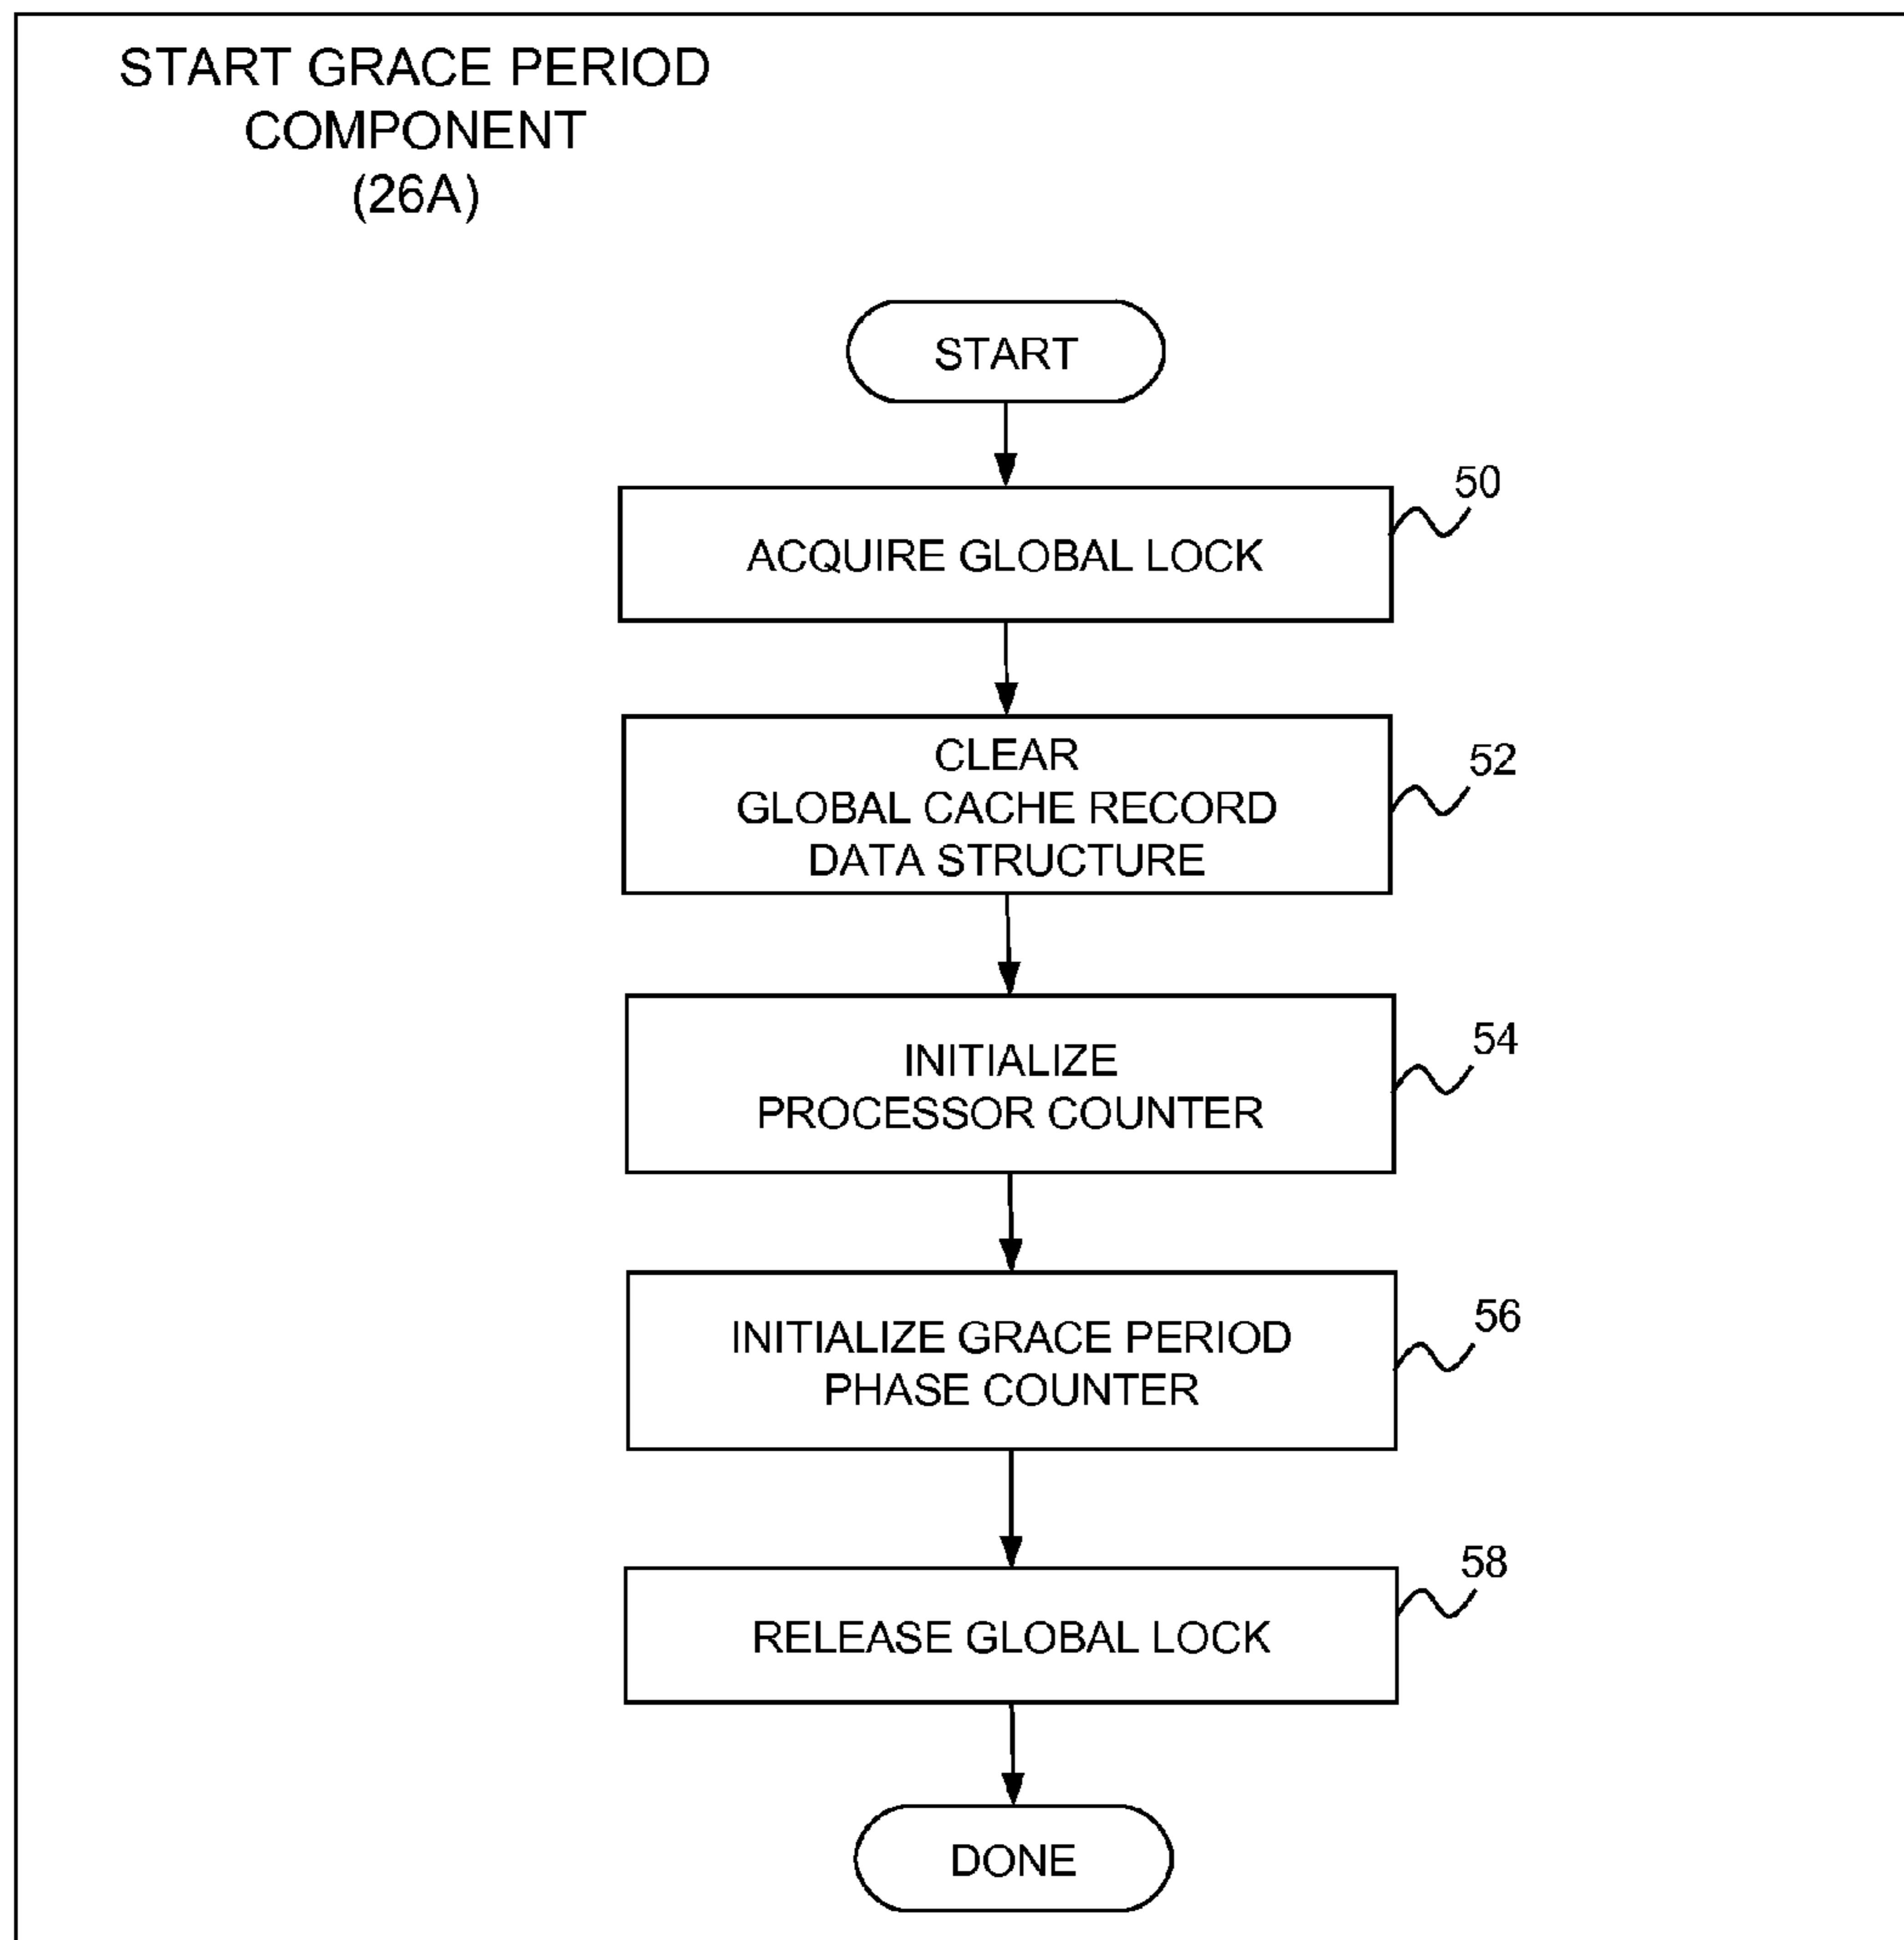 START GRACE PERIOD
COMPONENT
(26A)
START
50
ACQUIRE GLOBAL LOCK
52
CLEAR
GLOBAL CACHE RECORD
DATA STRUCTURE
54
INITIALIZE
PROCESSOR COUNTER
56
INITIALIZE GRACE PERIOD
PHASE COUNTER
58
RELEASE GLOBAL LOCK
DONE